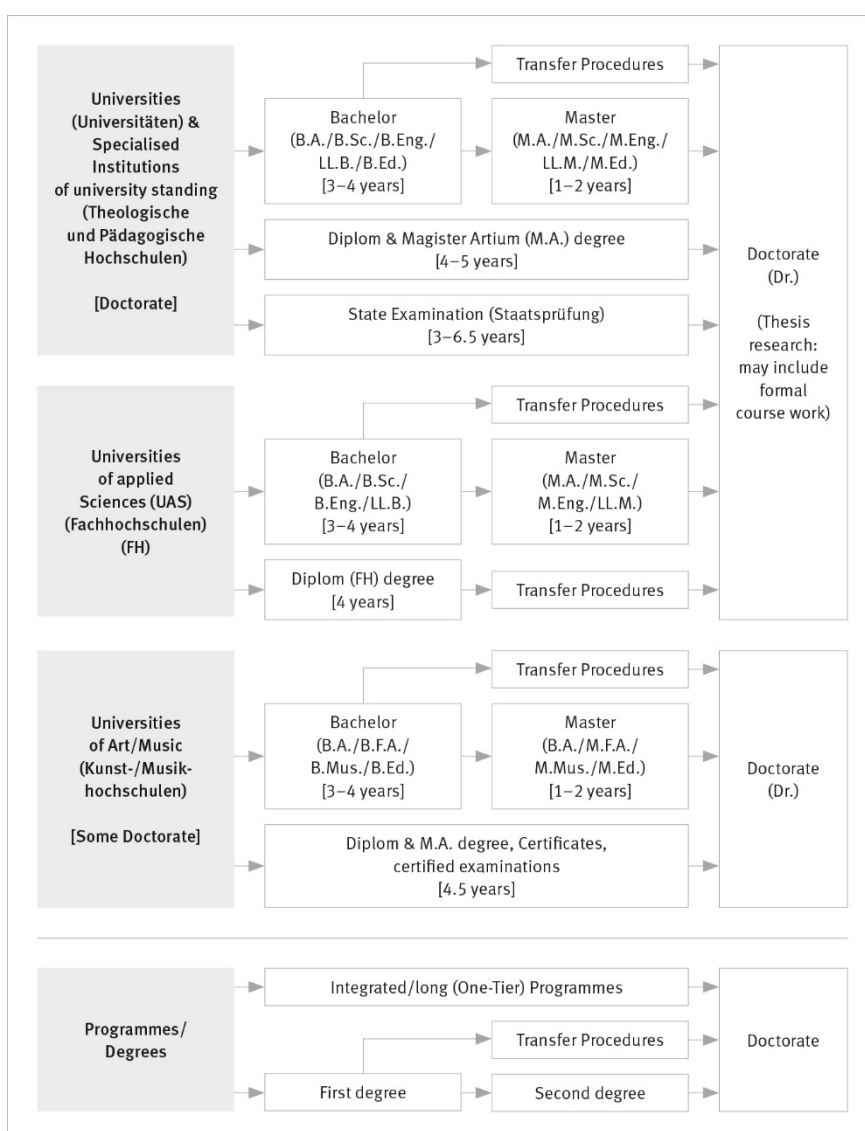 Universities
(Universitäten) &
Specialised
Institutions
of university standing
(Theologische
und Pädagogische
Hochschulen)
[Doctorate]
Transfer Procedures
Bachelor
(B.A./B.Sc./B.Eng./
LL.B./B.Ed.)
[3–4 years]
Master
(M.A./M.Sc./M.Eng./
LL.M./M.Ed.)
[1–2 years]
Diplom & Magister Artium (M.A.) degree
[4–5 years]
State Examination (Staatsprüfung)
[3–6.5 years]
Doctorate
(Dr.)
(Thesis
research:
may include
formal
course work)
Universities
of applied
Sciences (UAS)
(Fachhochschulen)
(FH)
Transfer Procedures
Bachelor
(B.A./B.Sc./
B.Eng./LL.B.)
[3–4 years]
Master
(M.A./M.Sc./
M.Eng./LL.M.)
[1–2 years]
Diplom (FH) degree
[4 years]
Transfer Procedures
Universities
of Art/Music
(Kunst-/Musik-
hochschulen)
[Some Doctorate]
Transfer Procedures
Bachelor
(B.A./B.F.A./
B.Mus./B.Ed.)
[3–4 years]
Master
(B.A./M.F.A./
M.Mus./M.Ed.)
[1–2 years]
Diplom & M.A. degree, Certificates,
certified examinations
[4.5 years]
Doctorate
(Dr.)
Programmes/
Degrees
Integrated/long (One-Tier) Programmes
Transfer Procedures
First degree
Second degree
Doctorate